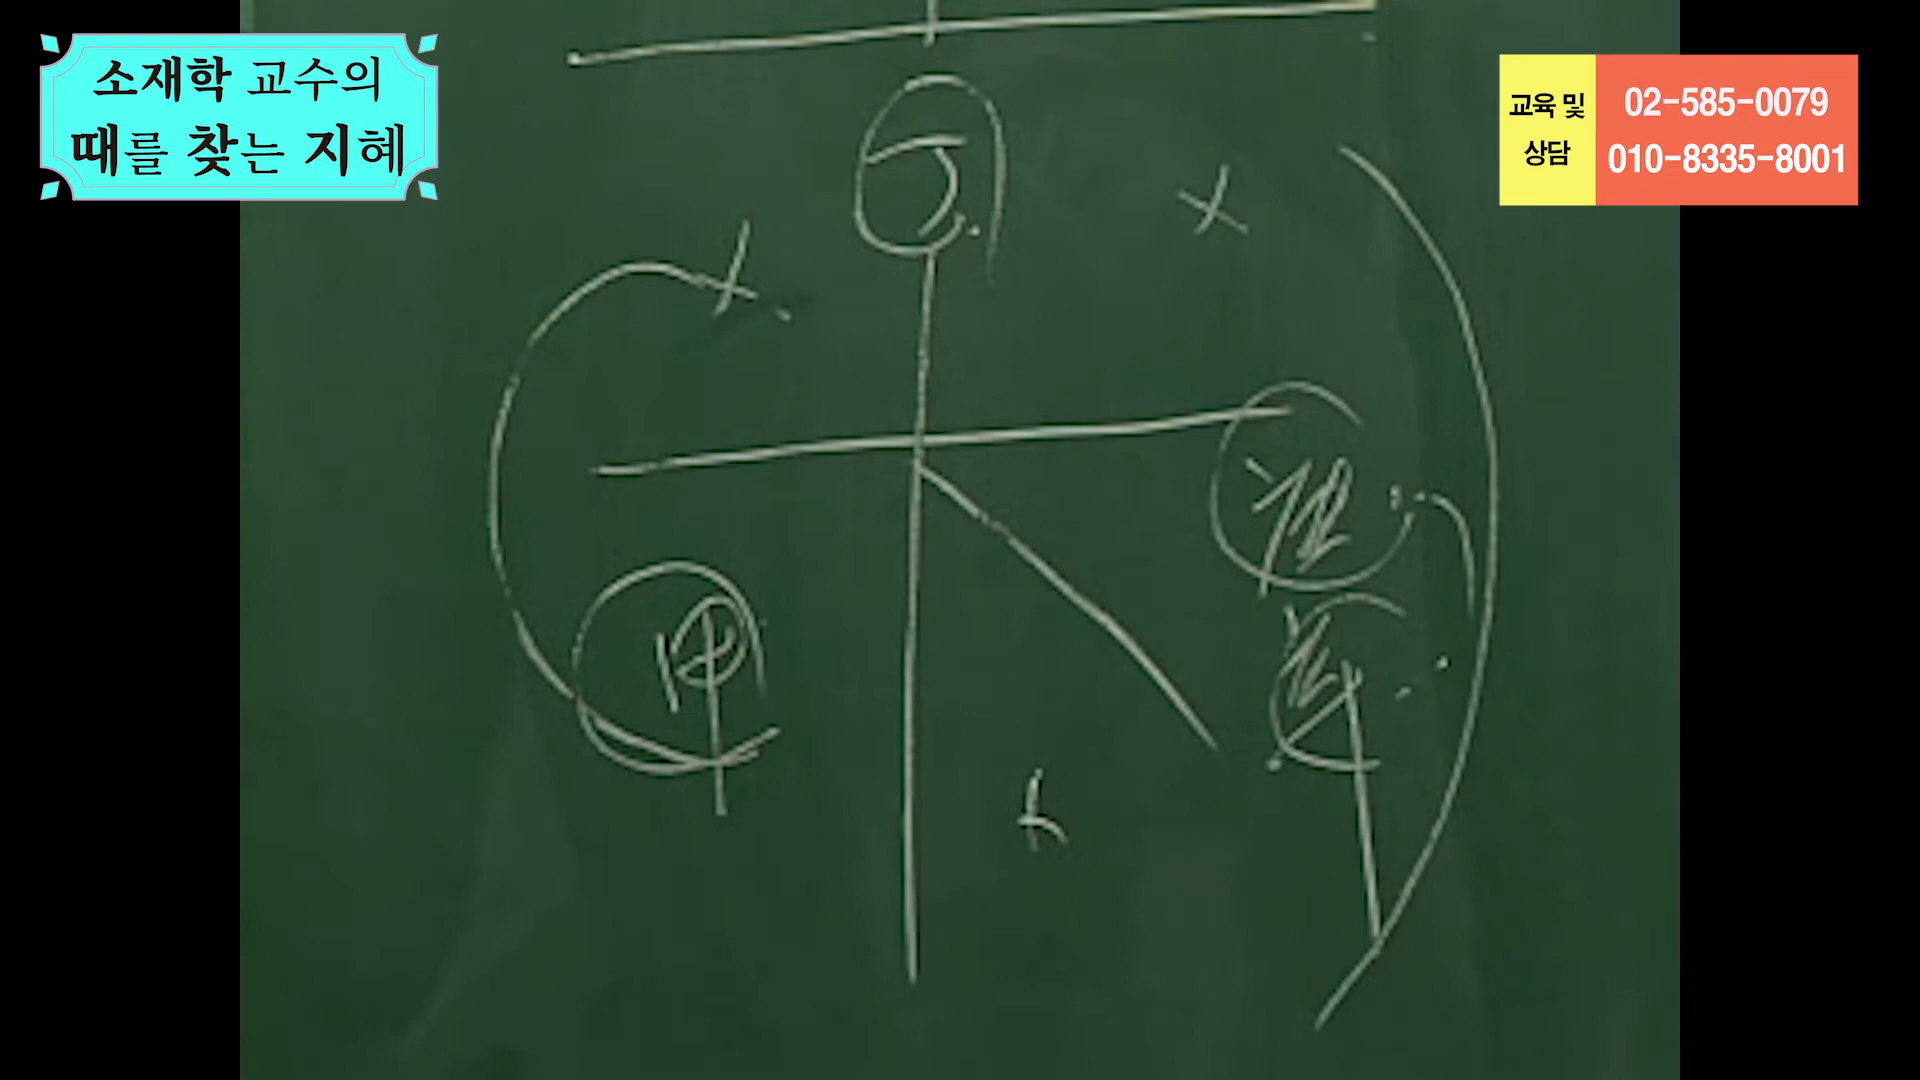 소재학 교수의
때를 찾는 지혜
교육 및
상담
02-585-0079
010-8335-8001
丁
甲